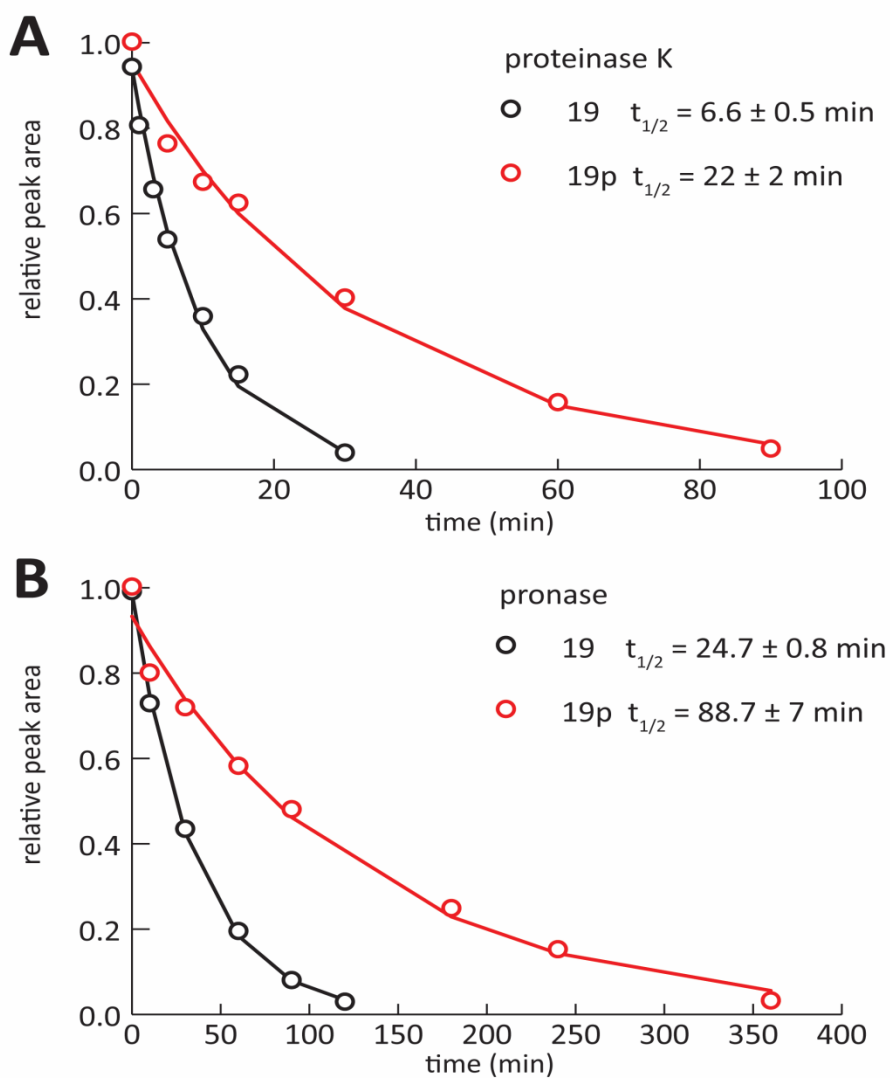 A
proteinase K
19 t1/2 = 6.6 ± 0.5 min
19p t1/2 = 22 ± 2 min
relative peak area
1.0
0.8
0.6
0.4
0.2
0.0
0 20 40 60 80 100
time (min)
B
pronase
19 t1/2 = 24.7 ± 0.8 min
19p t1/2 = 88.7 ± 7 min
relative peak area
1.0
0.8
0.6
0.4
0.2
0.0
0 50 100 150 200 250 300 350 400
time (min)